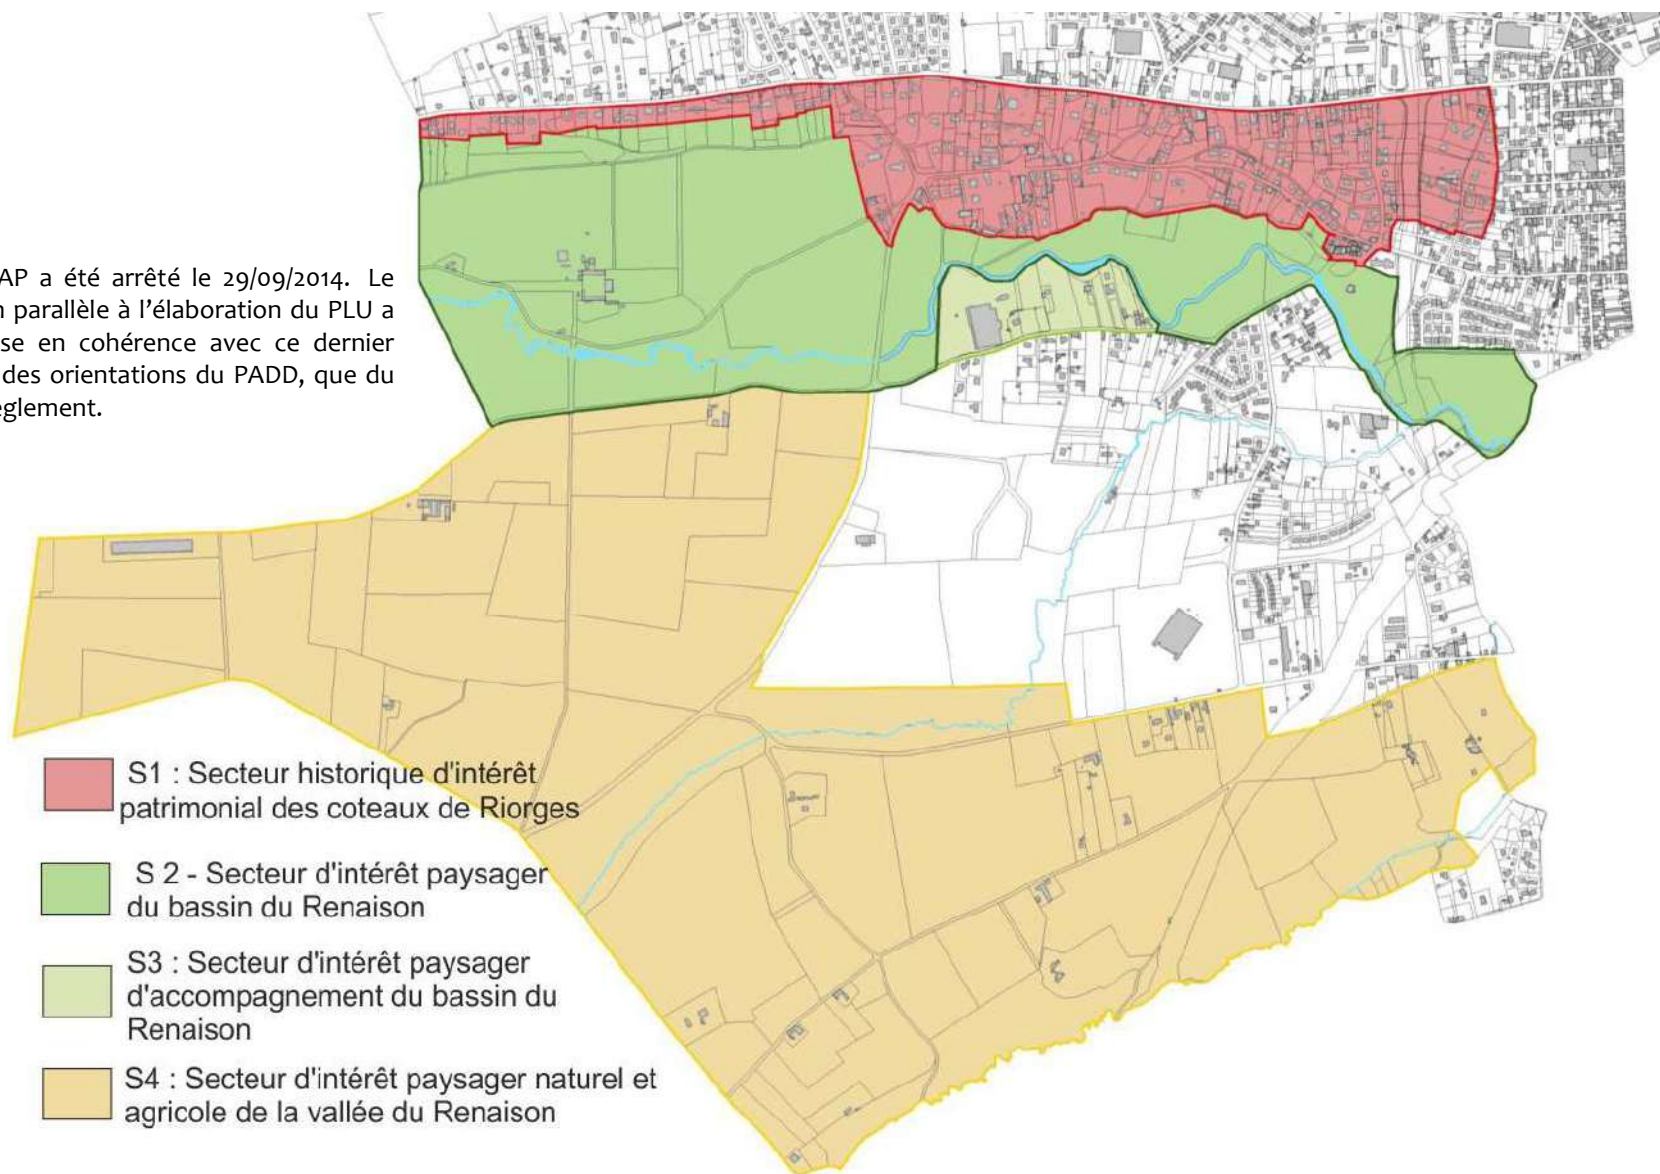 AP a été arrêté le 29/09/2014. Le
parallèle à l'élaboration du PLU a
se en cohérence avec ce dernier
des orientations du PADD, que du
èglement.
S1 : Secteur historique d'intérêt
patrimonial des coteaux de Riorges
S 2 - Secteur d'intérêt paysager
du bassin du Renaison
S3 : Secteur d'intérêt paysager
d'accompagnement du bassin du
Renaison
S4 : Secteur d'intérêt paysager naturel et
agricole de la vallée du Renaison